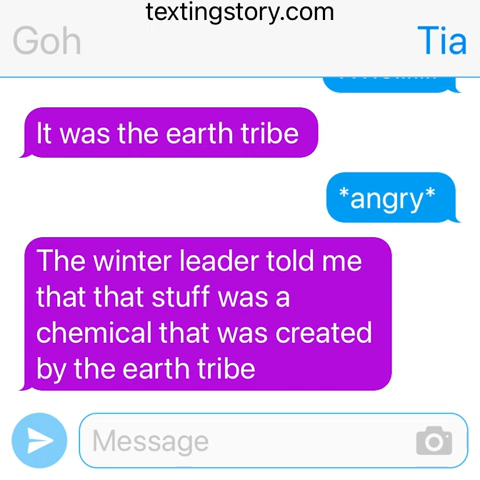 textingstory.com
Goh
Tia
It was the earth tribe
*angry*
The winter leader told me
that that stuff was a
chemical that was created
by the earth tribe
Message